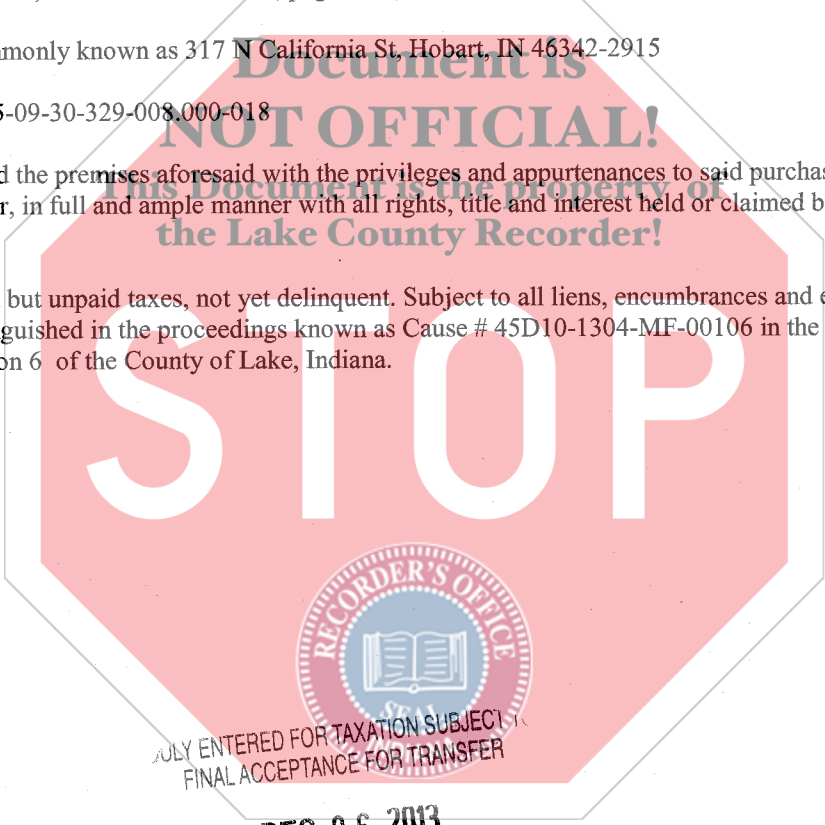 mmonly known as 317 N California St, Hobart, IN 46342-2915
Document is
5-09-30-329-008.000-018
NOT OFFICIAL!
d the premises aforesaid with the privileges and appurtenances to said purchas
This Document is the property of
r, in full and ample manner with all rights, title and interest held or claimed b
the Lake County Recorder!
but unpaid taxes, not yet delinquent. Subject to all liens, encumbrances and e
guished in the proceedings known as Cause # 45D10-1304-MF-00106 in the
on 6 of the County of Lake, Indiana.
STOP
RECORDER'S OFFICE
SEAL
ULY ENTERED FOR TAXATION SUBJECT T
FINAL ACCEPTANCE FOR TRANSFER
2013